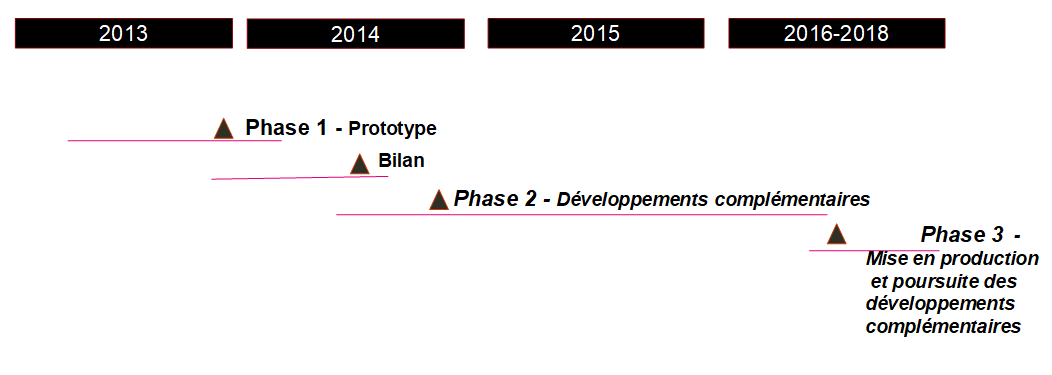 2013
2014
2015
2016-2018
Phase 1 - Prototype
Bilan
Phase 2 - Développements complémentaires
Phase 3 -
Mise en production
et poursuite des
développements
complémentaires